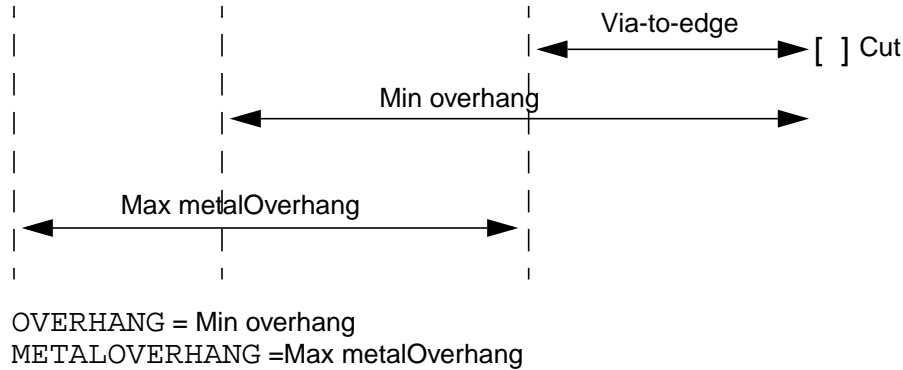 Via-to-edge
[ ] Cut
Min overhang
Max metalOverhang
OVERHANG = Min overhang
METALOVERHANG =Max metalOverhang